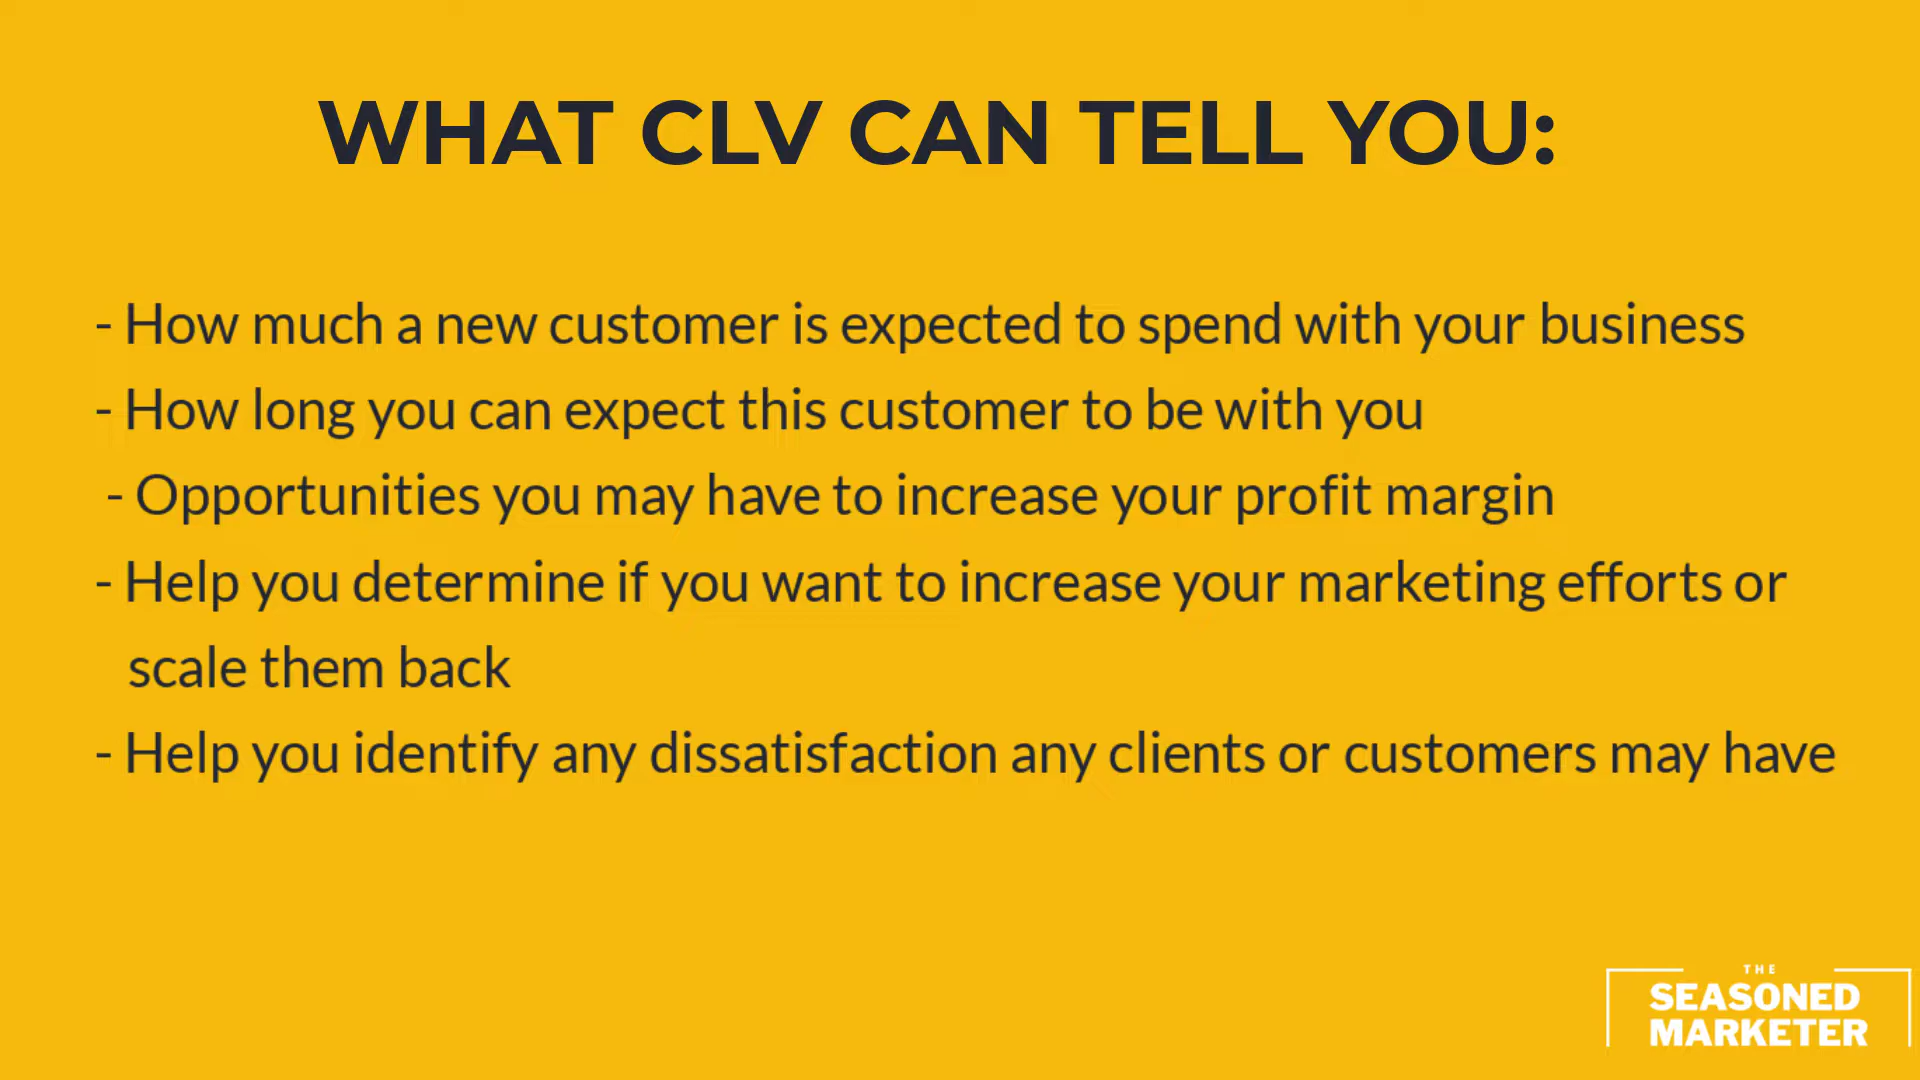 WHAT CLV CAN TELL YOU:
- How much a new customer is expected to spend with your business
- How long you can expect this customer to be with you
- Opportunities you may have to increase your profit margin
- Help you determine if you want to increase your marketing efforts or
scale them back
- Help you identify any dissatisfaction any clients or customers may have
THE
SEASONED
MARKETER